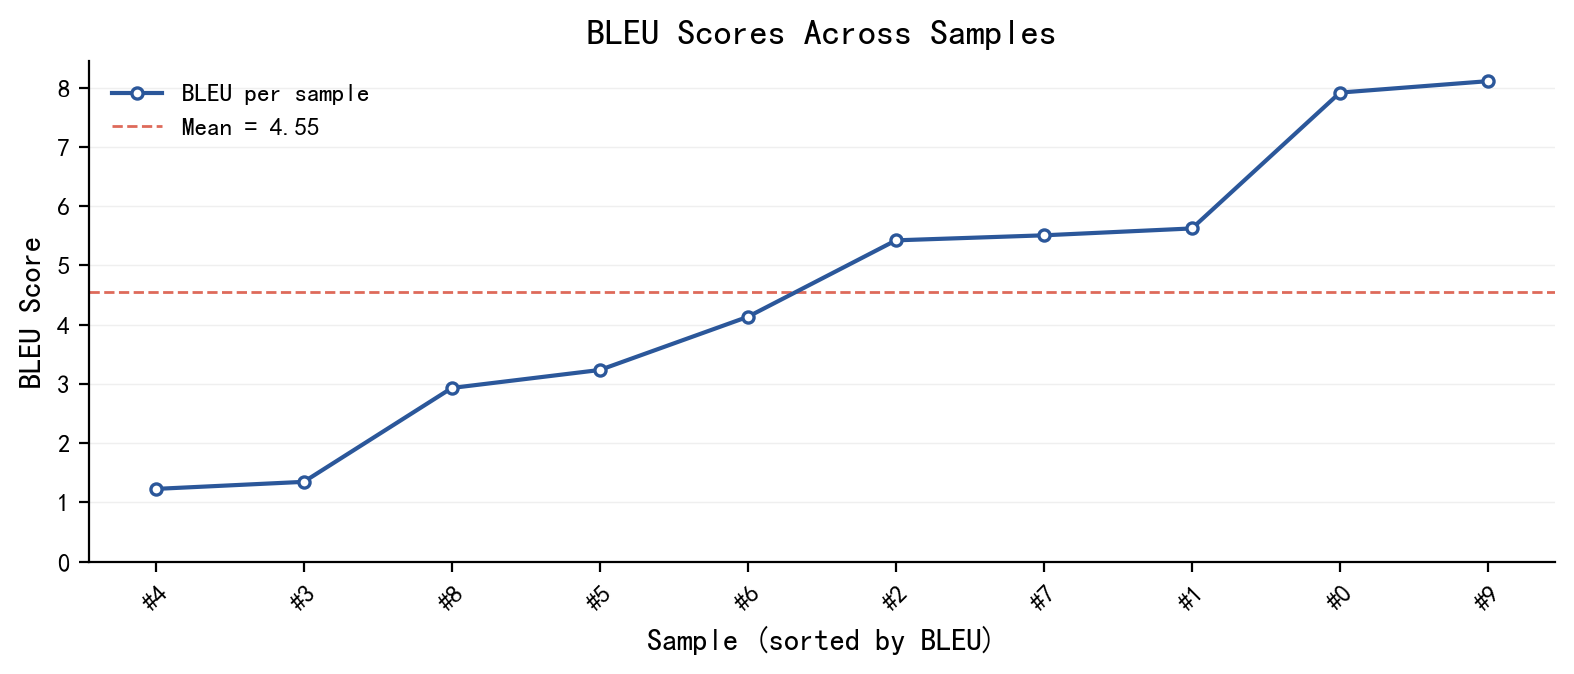 BLEU Scores Across Samples
BLEU per sample
Mean = 4.55
BLEU Score
8
7
6
5
4
3
2
1
0
#4 #3 #8 #5 #6 #2 #7 #1 #0 #9
Sample (sorted by BLEU)